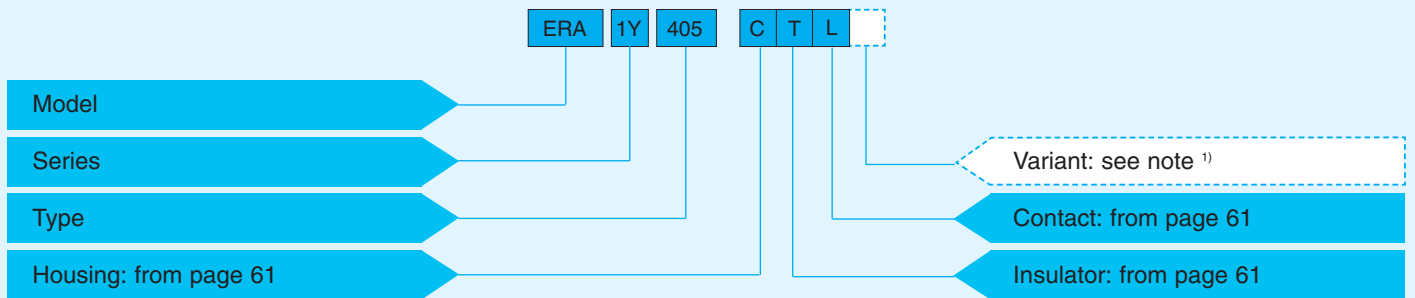 ERA 1Y 405 C T L
Model
Series
Type
Housing: from page 61
Variant: see note 1)
Contact: from page 61
Insulator: from page 61